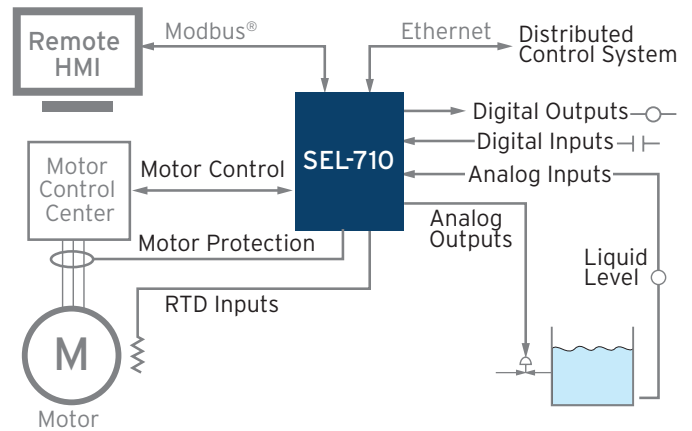 Remote
HMI
Modbus®
Ethernet
Distributed
Control System
SEL-710
Digital Outputs
Digital Inputs
Analog Inputs
Motor
Control
Center
Motor Control
Analog
Outputs
Motor Protection
Liquid
Level
RTD Inputs
M
Motor